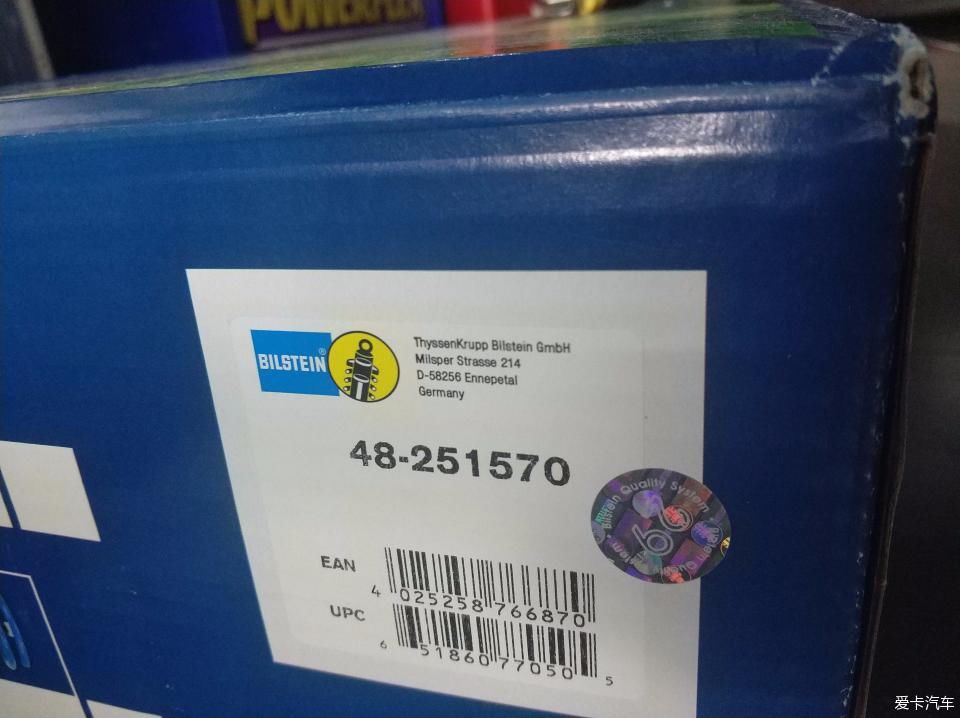 POWERFLEX
BILSTEIN®
ThyssenKrupp Bilstein GmbH
Milsper Strasse 214
D-58256 Ennepetal
Germany
48-251570
Bilstein Quality System
EAN
4 025258 766870
UPC
6 51860 77050 5
爱卡汽车